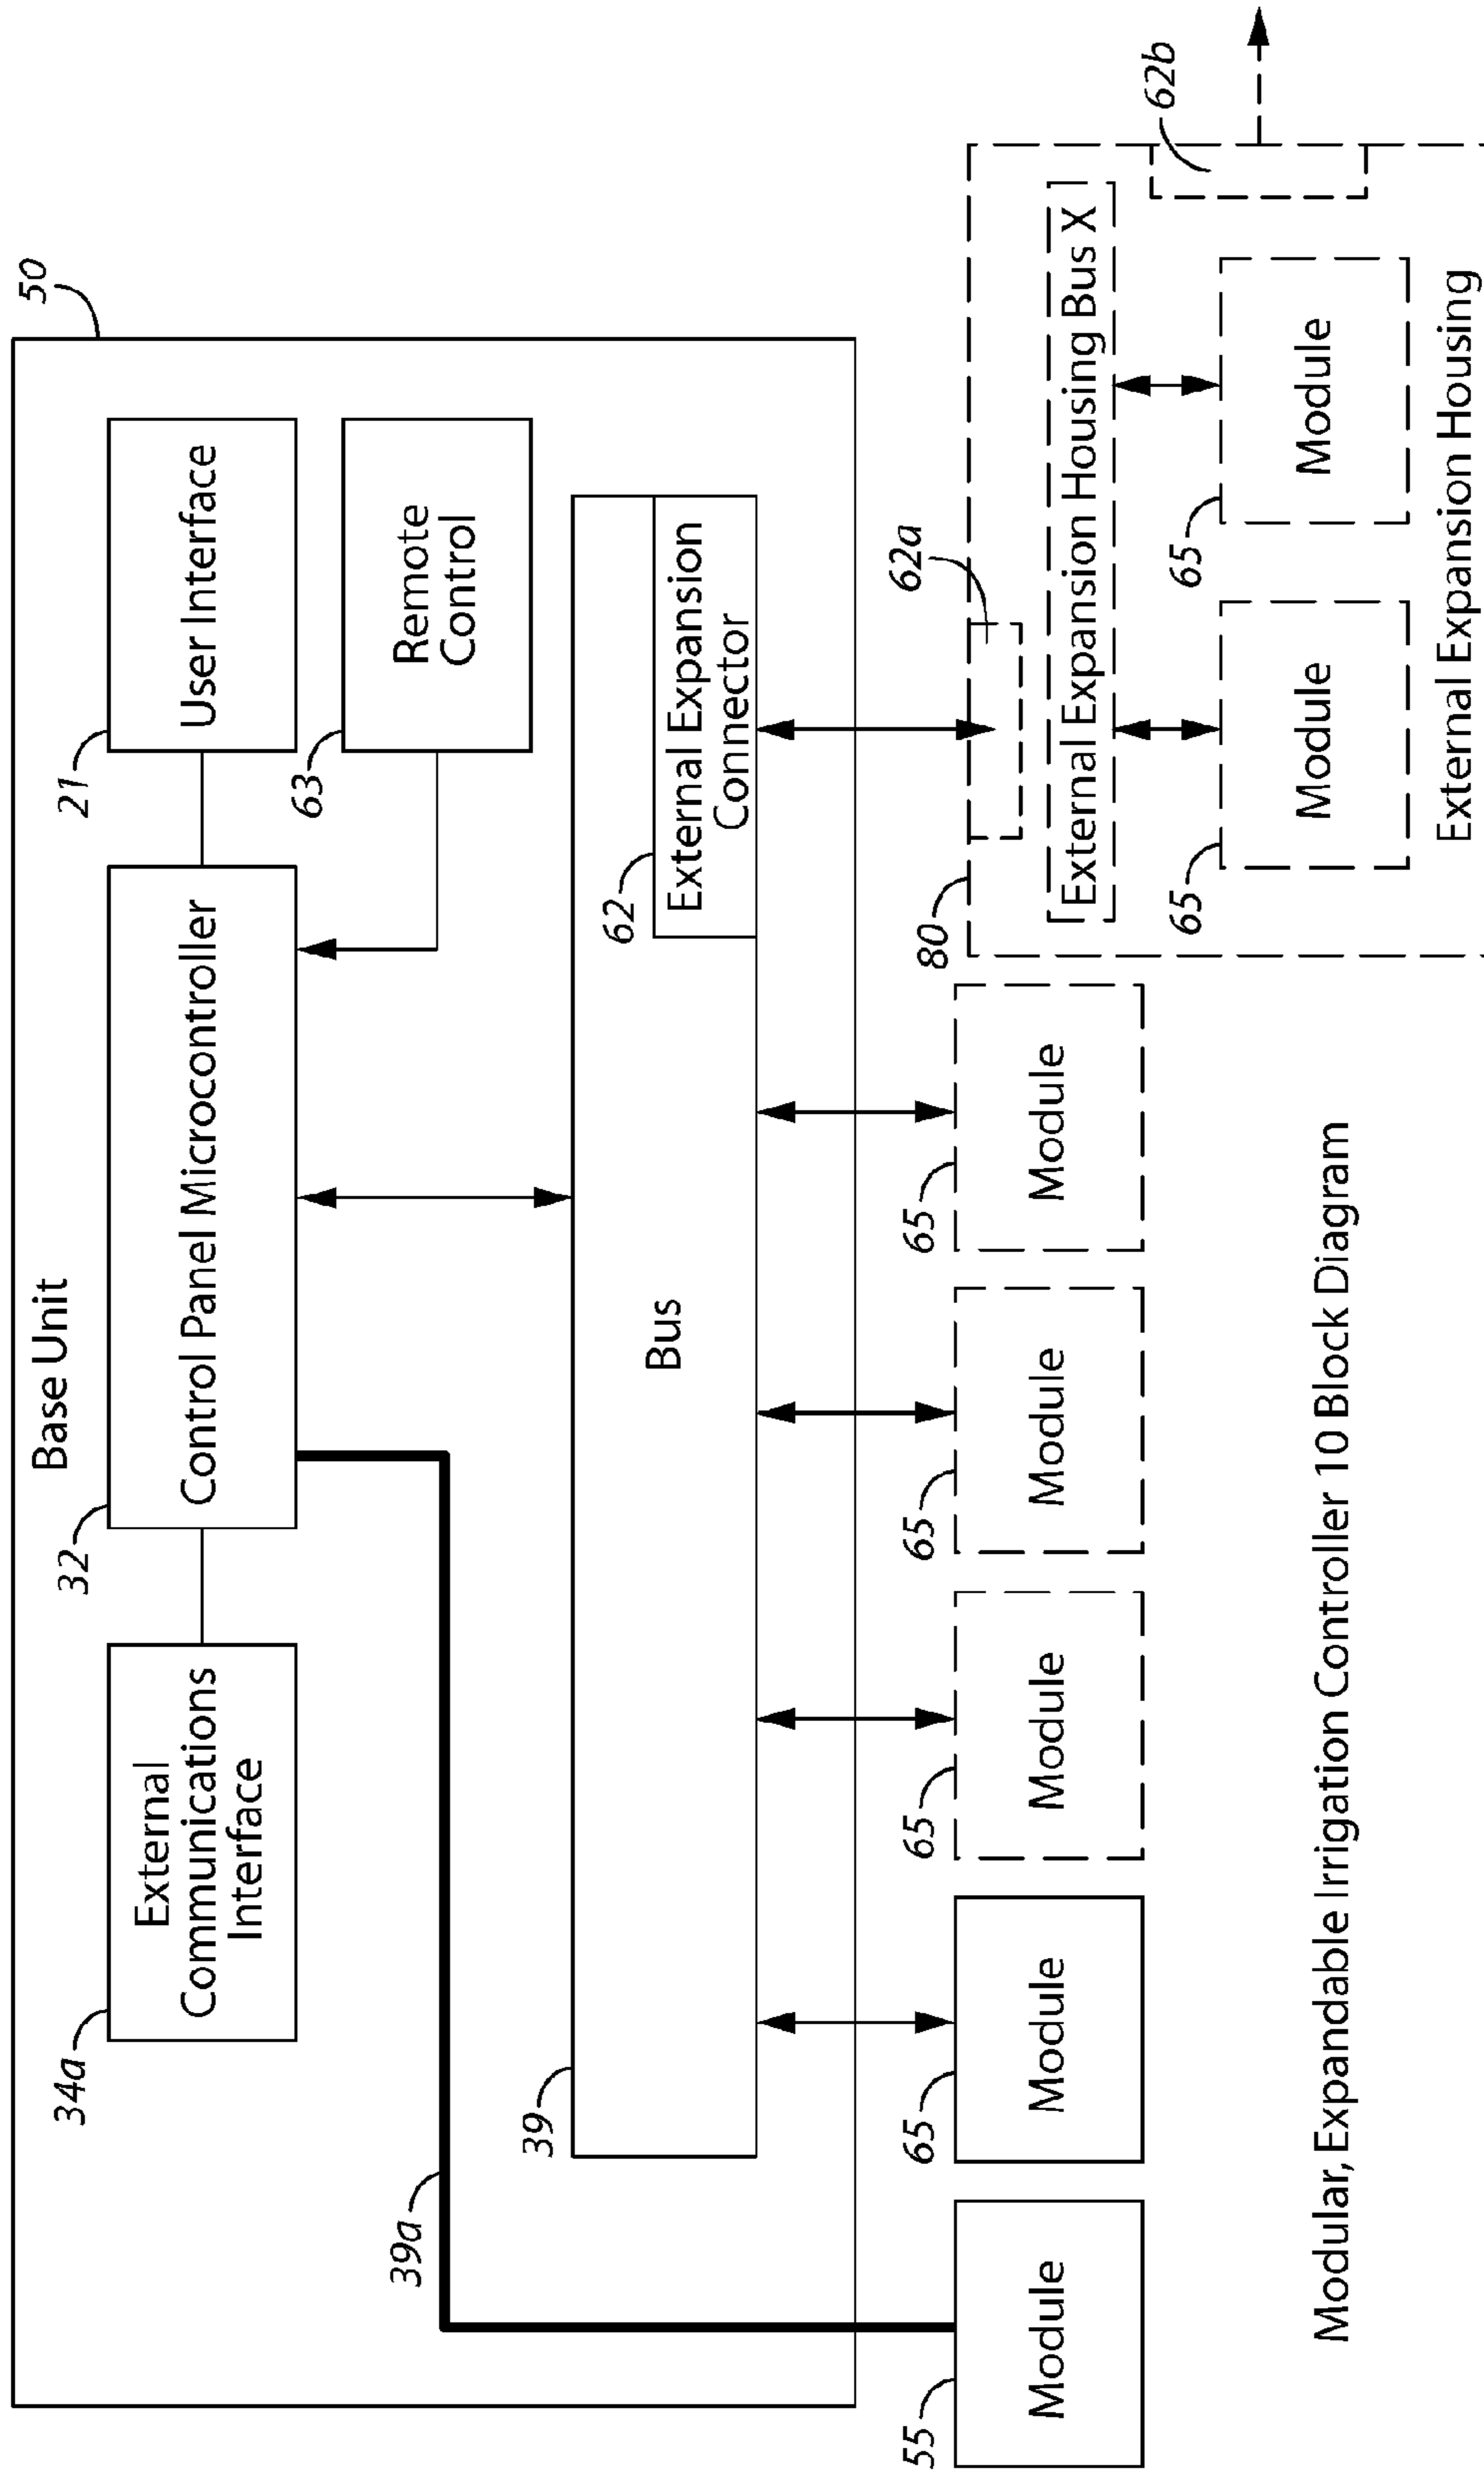 50
Base Unit
34a
External
Communications
Interface
32
Control Panel Microcontroller
21
User Interface
63
Remote
Control
39a
39
Bus
62
External Expansion
Connector
55
Module
65
Module
65
Module
65
Module
65
Module
80
62a
External Expansion Housing Bus X
62b
65
Module
65
Module
External Expansion Housing
Modular, Expandable Irrigation Controller 10 Block Diagram